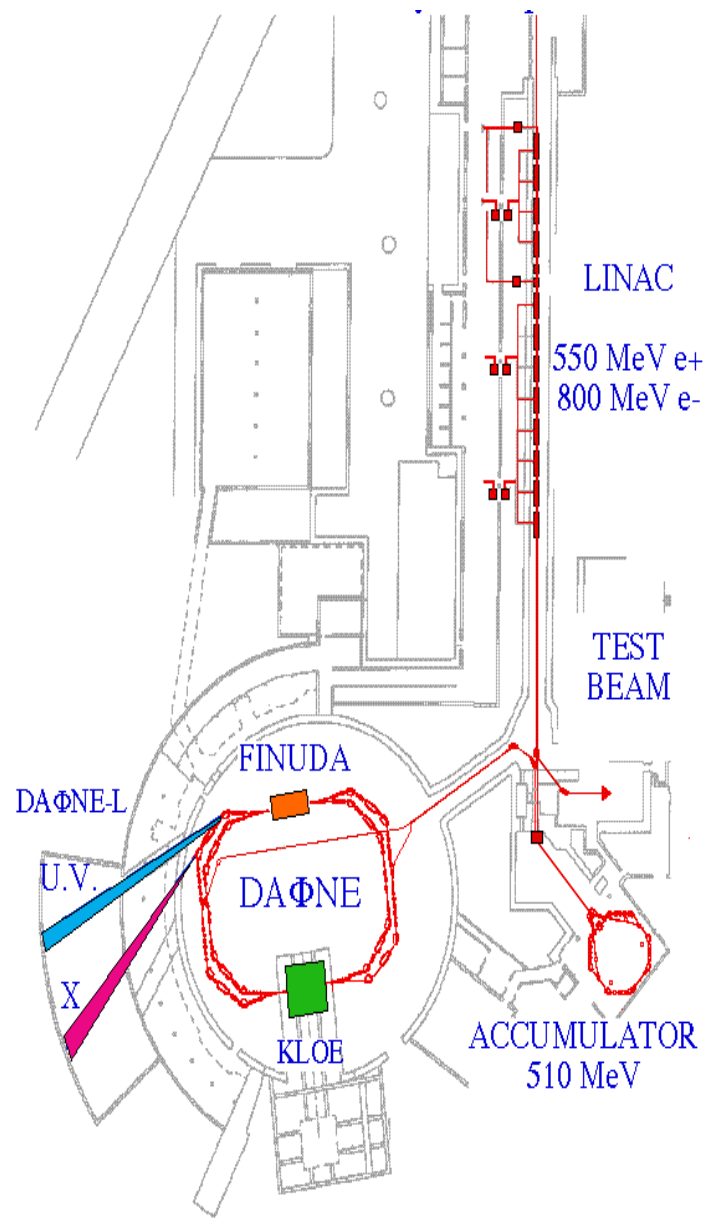 LINAC
550 MeV e+
800 MeV e-
TEST
BEAM
FINUDA
DAΦNE-L
U.V.
DAΦNE
X
KLOE
ACCUMULATOR
510 MeV